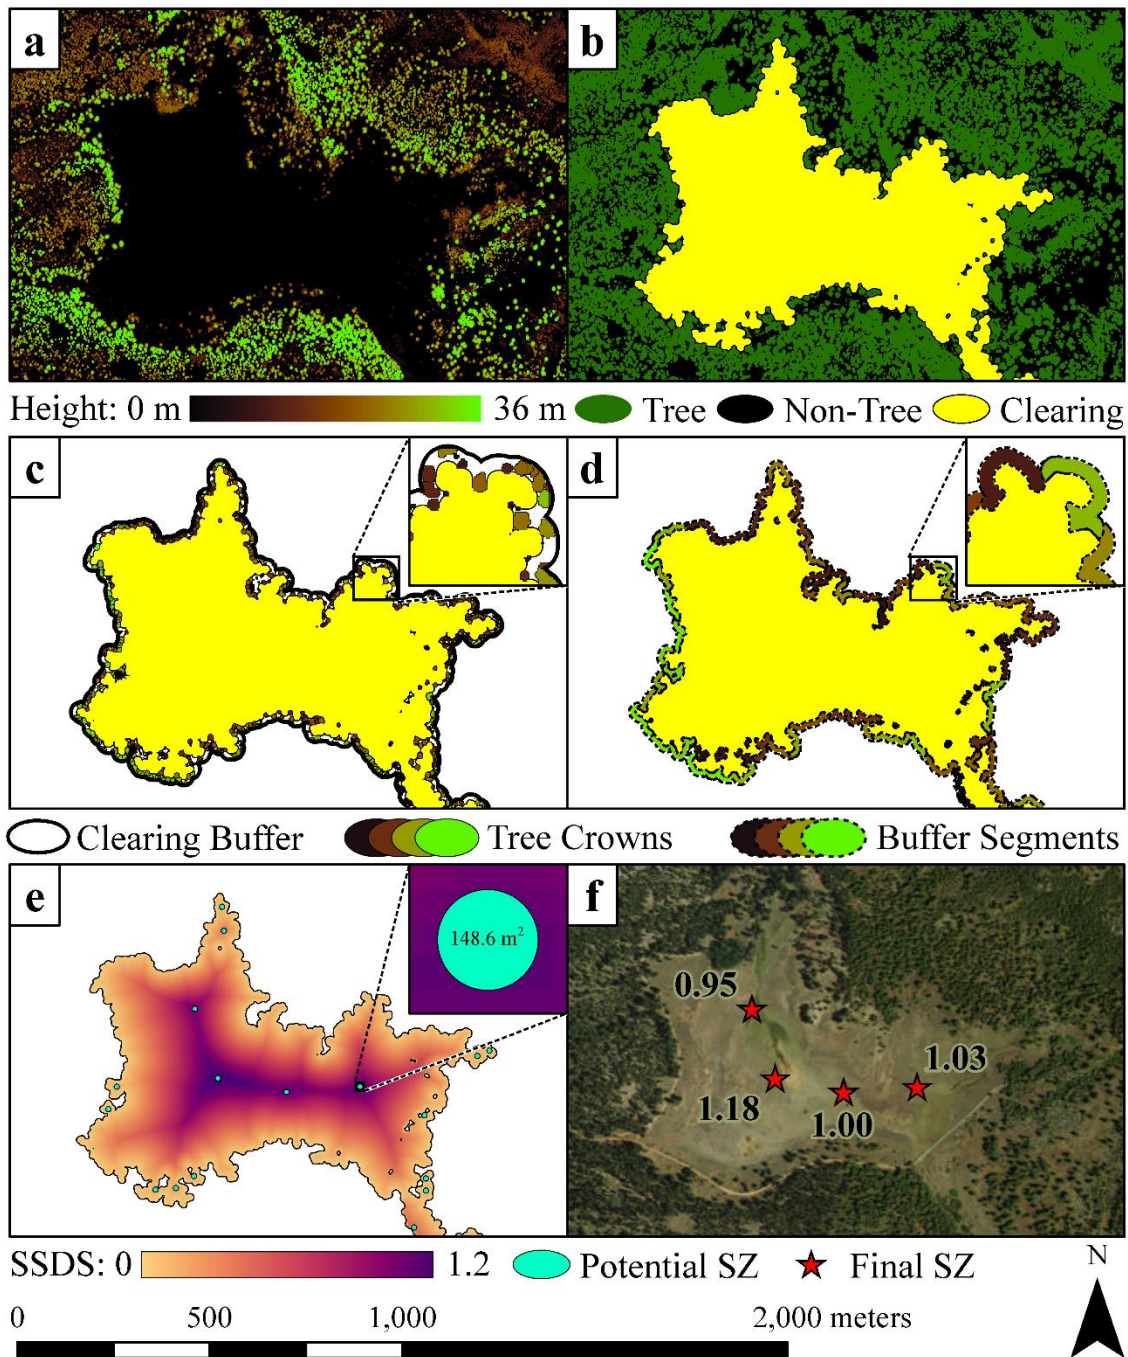 a
b
Height: 0 m 36 m Tree Non-Tree Clearing
c
d
Clearing Buffer Tree Crowns Buffer Segments
e
148.6 m²
f
0.95
1.03
1.18
1.00
SSDS: 0 1.2 Potential SZ Final SZ
N
0 500 1,000 2,000 meters